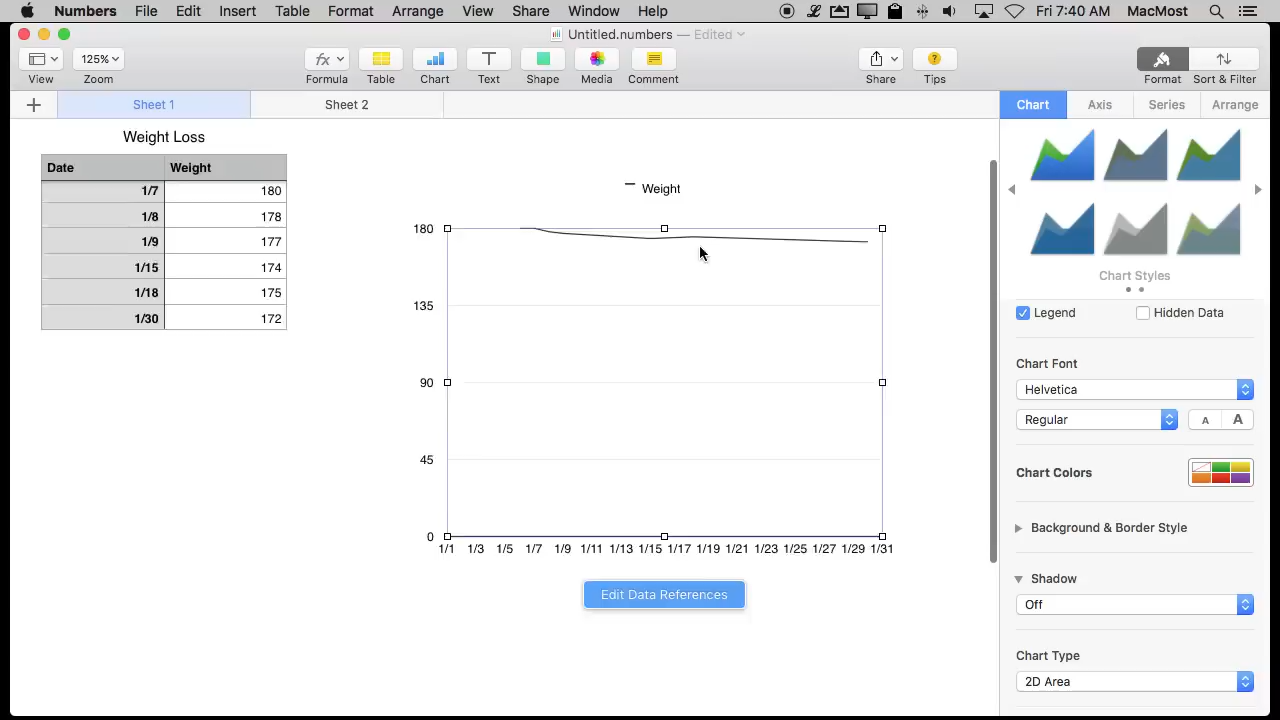 Numbers File Edit Insert Table Format Arrange View Share Window Help Fri 7:40 AM MacMost
Untitled.numbers — Edited
125%
View Zoom Formula Table Chart Text Shape Media Comment Share Tips Format Sort & Filter
Sheet 1 Sheet 2
Chart Axis Series Arrange
Weight Loss
Date Weight
1/7 180
1/8 178
1/9 177
1/15 174
1/18 175
1/30 172
Weight
180
135
90
45
0
1/1 1/3 1/5 1/7 1/9 1/11 1/13 1/15 1/17 1/19 1/21 1/23 1/25 1/27 1/29 1/31
Edit Data References
Chart Styles
Legend Hidden Data
Chart Font
Helvetica
Regular A A
Chart Colors
Background & Border Style
Shadow
Off
Chart Type
2D Area